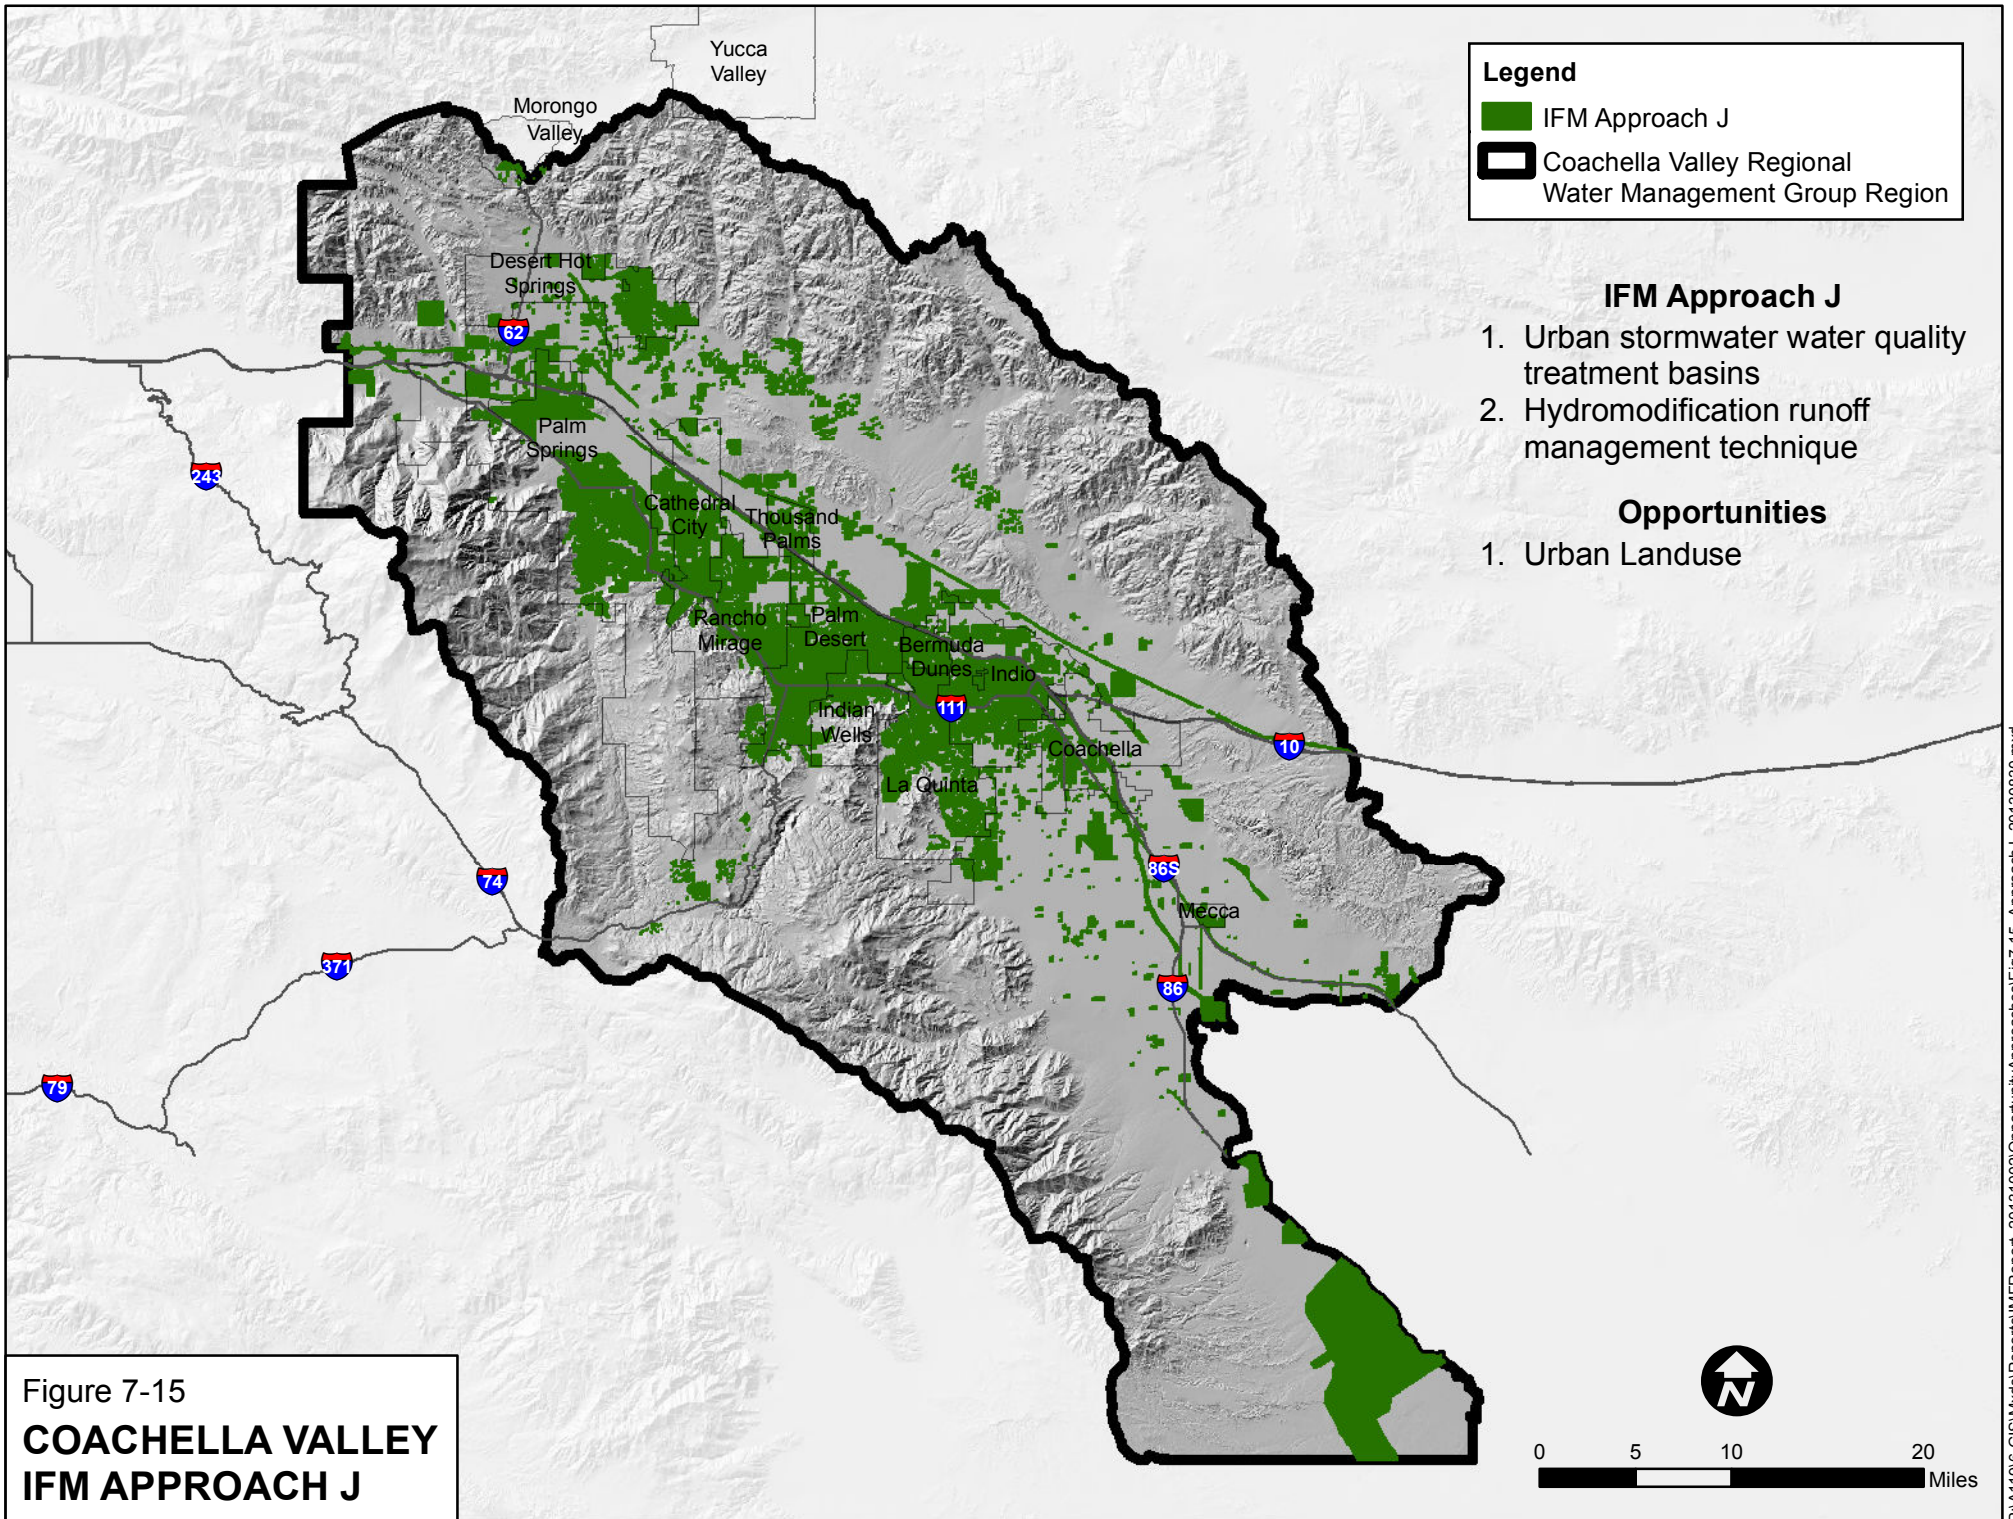 Yucca
Valley
Morongo
Valley
Legend
IFM Approach J
Coachella Valley Regional
Water Management Group Region
IFM Approach J
1. Urban stormwater water quality
treatment basins
2. Hydromodification runoff
management technique
Opportunities
1. Urban Landuse
Desert Hot
Springs
62
Palm
Springs
243
Cathedral
City
Thousand
Palms
Rancho
Mirage
Palm
Desert
Bermuda
Dunes
Indio
111
Indian
Wells
10
Coachella
La Quinta
86S
74
Mecca
371
86
79
Figure 7-15
COACHELLA VALLEY
IFM APPROACH J
N
0 5 10 20
Miles